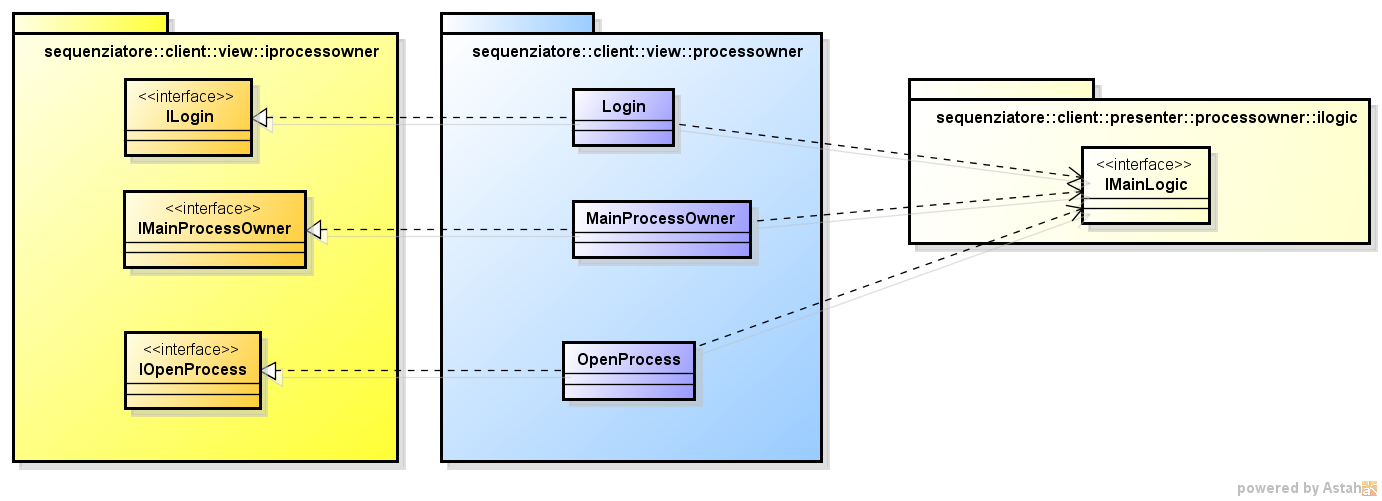 sequenziatore::client::view::iprocessowner
<<interface>>
ILogin
<<interface>>
IMainProcessOwner
<<interface>>
IOpenProcess
sequenziatore::client::view::processowner
Login
MainProcessOwner
OpenProcess
sequenziatore::client::presenter::processowner::ilogic
<<interface>>
IMainLogic
powered by Astah